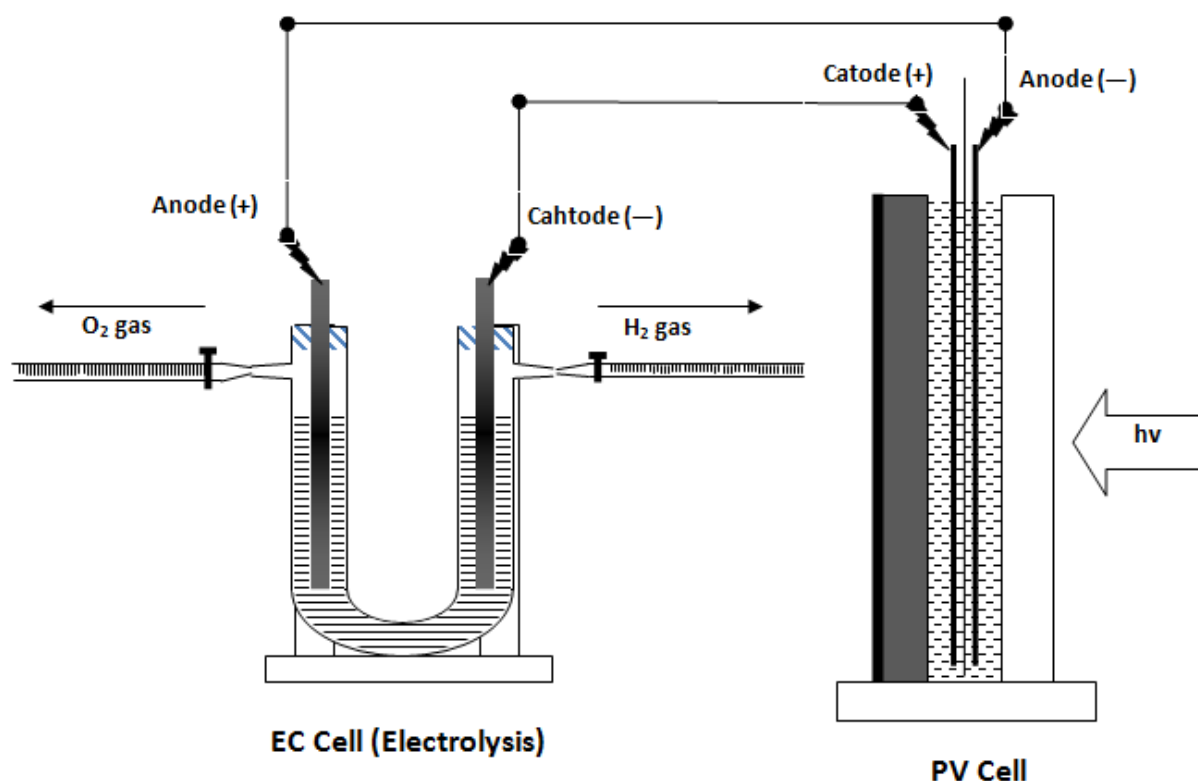 Catode (+)
Anode (—)
Anode (+)
Cahtode (—)
O₂ gas
H₂ gas
hv
EC Cell (Electrolysis)
PV Cell